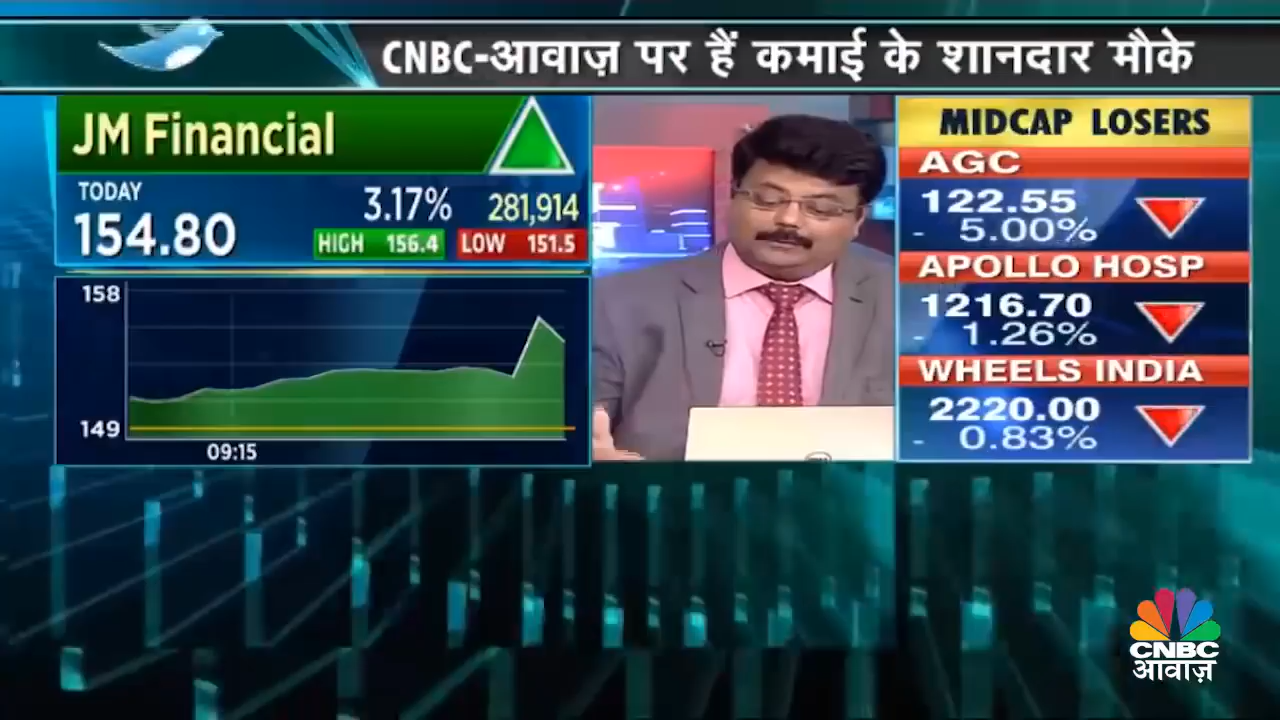 CNBC-आवाज़ पर हैं कमाई के शानदार मौके
JM Financial
TODAY
154.80
3.17% 281,914
HIGH 156.4 LOW 151.5
158
149
09:15
MIDCAP LOSERS
AGC
122.55
- 5.00%
APOLLO HOSP
1216.70
- 1.26%
WHEELS INDIA
2220.00
- 0.83%
CNBC
आवाज़